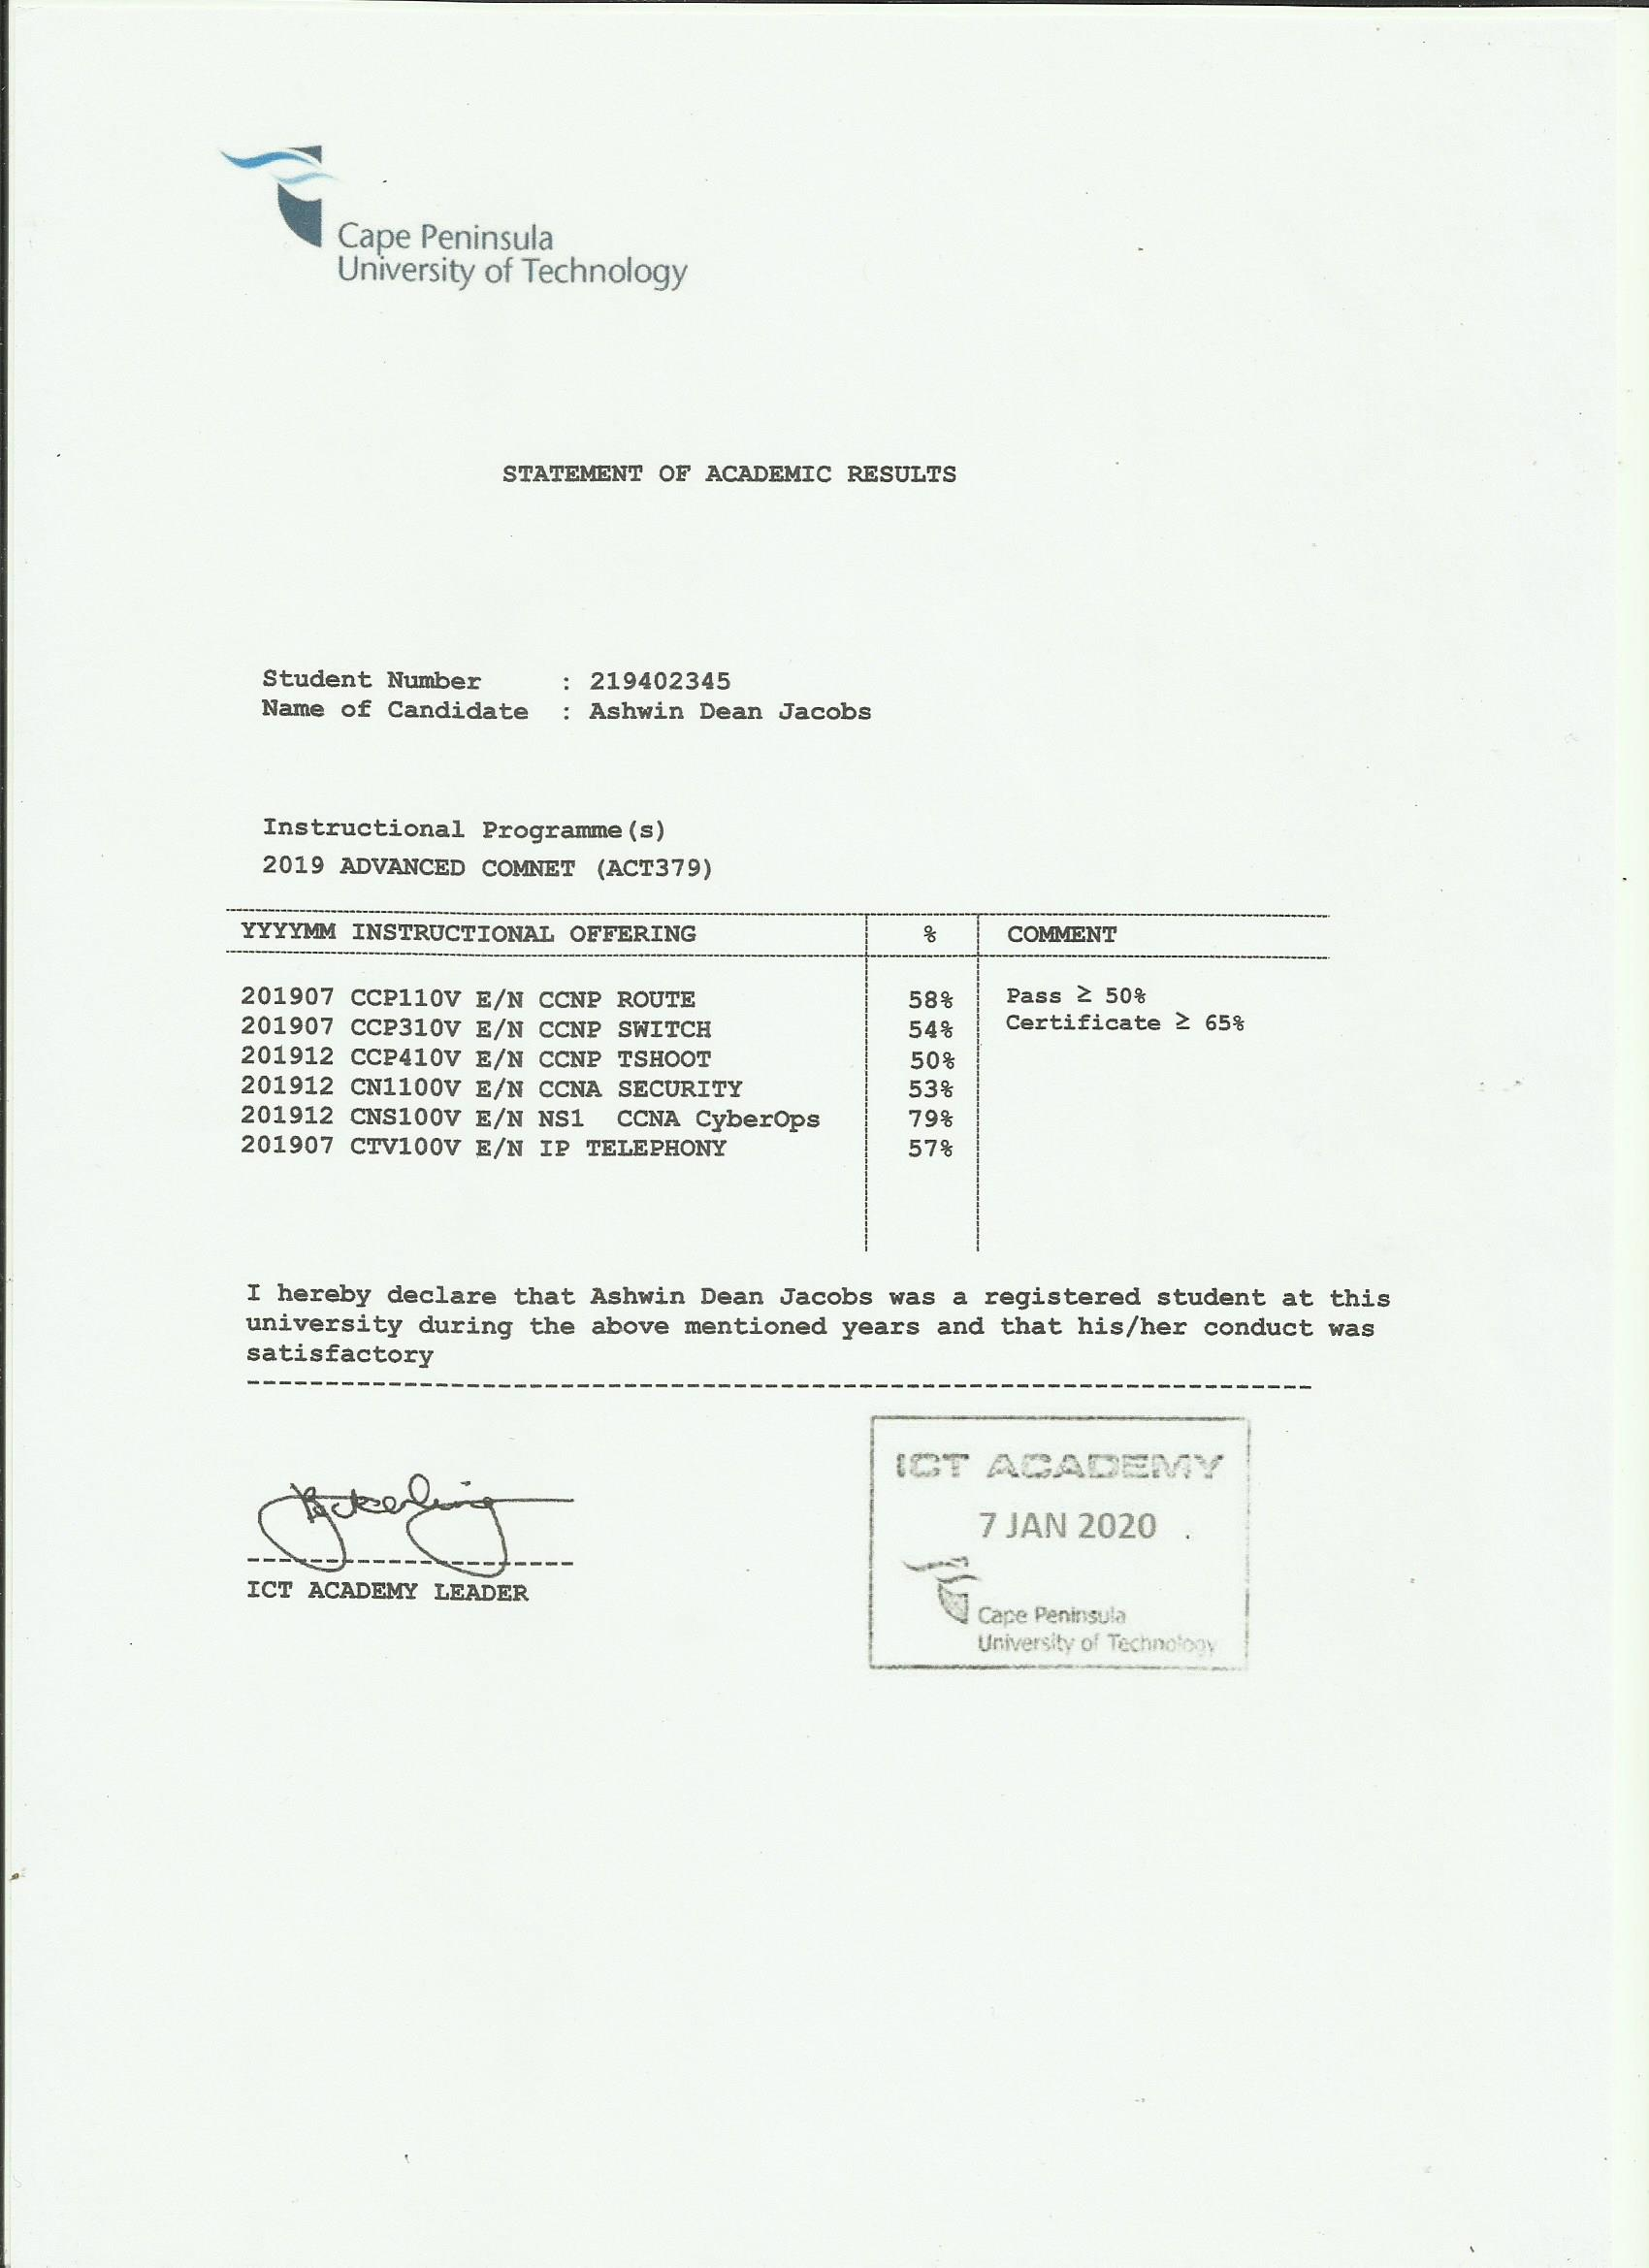 Cape Peninsula
University of Technology
STATEMENT OF ACADEMIC RESULTS
Student Number : 219402345
Name of Candidate : Ashwin Dean Jacobs
Instructional Programme(s)
2019 ADVANCED COMNET (ACT379)
YYYYMM INSTRUCTIONAL OFFERING % COMMENT
201907 CCP110V E/N CCNP ROUTE 58% Pass ≥ 50%
201907 CCP310V E/N CCNP SWITCH 54% Certificate ≥ 65%
201912 CCP410V E/N CCNP TSHOOT 50%
201912 CN1100V E/N CCNA SECURITY 53%
201912 CNS100V E/N NS1 CCNA CyberOps 79%
201907 CTV100V E/N IP TELEPHONY 57%
I hereby declare that Ashwin Dean Jacobs was a registered student at this
university during the above mentioned years and that his/her conduct was
satisfactory
ICT ACADEMY LEADER
ICT ACADEMY
7 JAN 2020
Cape Peninsula
University of Technology